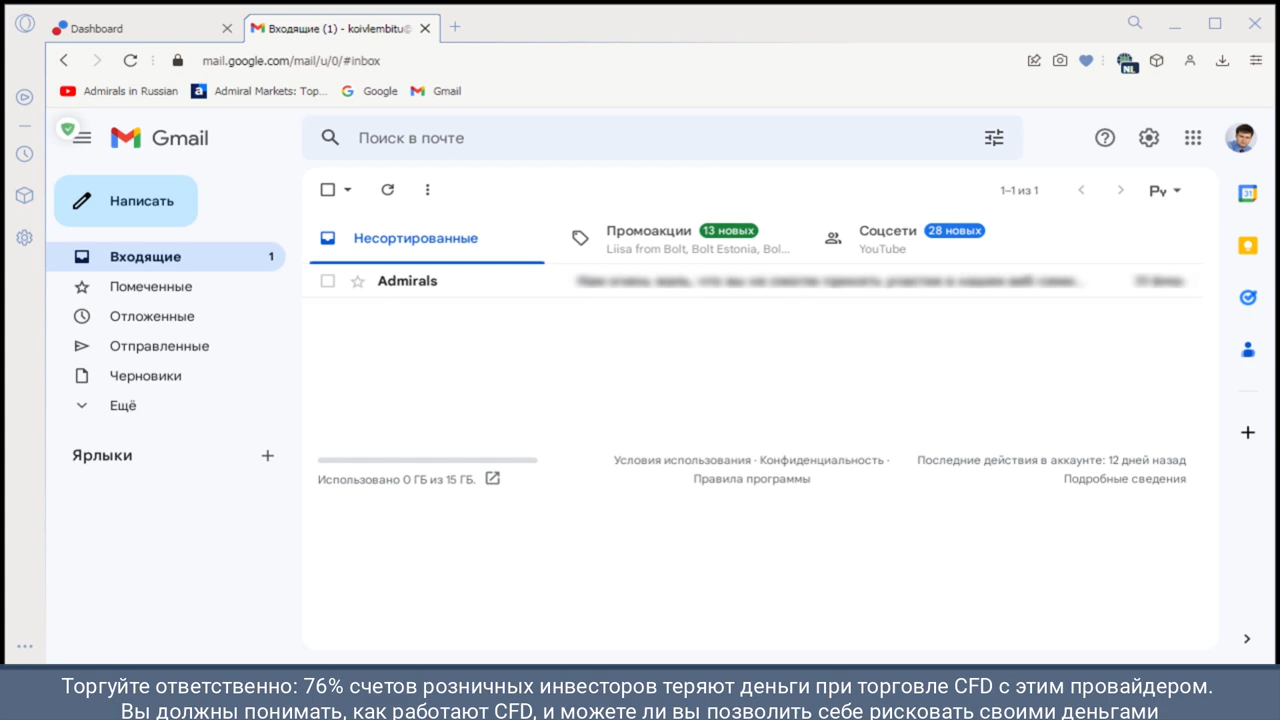 Dashboard
Входящие (1) - koivlembitu@
mail.google.com/mail/u/0/#inbox
NL
Admirals in Russian
Admiral Markets: Top...
Google
Gmail
Gmail
Поиск в почте
Написать
1–1 из 1
Ру
Несортированные
Промоакции 13 новых
Liisa from Bolt, Bolt Estonia, Bol...
Соцсети 28 новых
YouTube
Входящие 1
Admirals
Помеченные
Отложенные
Отправленные
Черновики
Ещё
Ярлыки
Использовано 0 ГБ из 15 ГБ.
Условия использования · Конфиденциальность ·
Правила программы
Последние действия в аккаунте: 12 дней назад
Подробные сведения
31
Торгуйте ответственно: 76% счетов розничных инвесторов теряют деньги при торговле CFD с этим провайдером.
Вы должны понимать, как работают CFD, и можете ли вы позволить себе рисковать своими деньгами